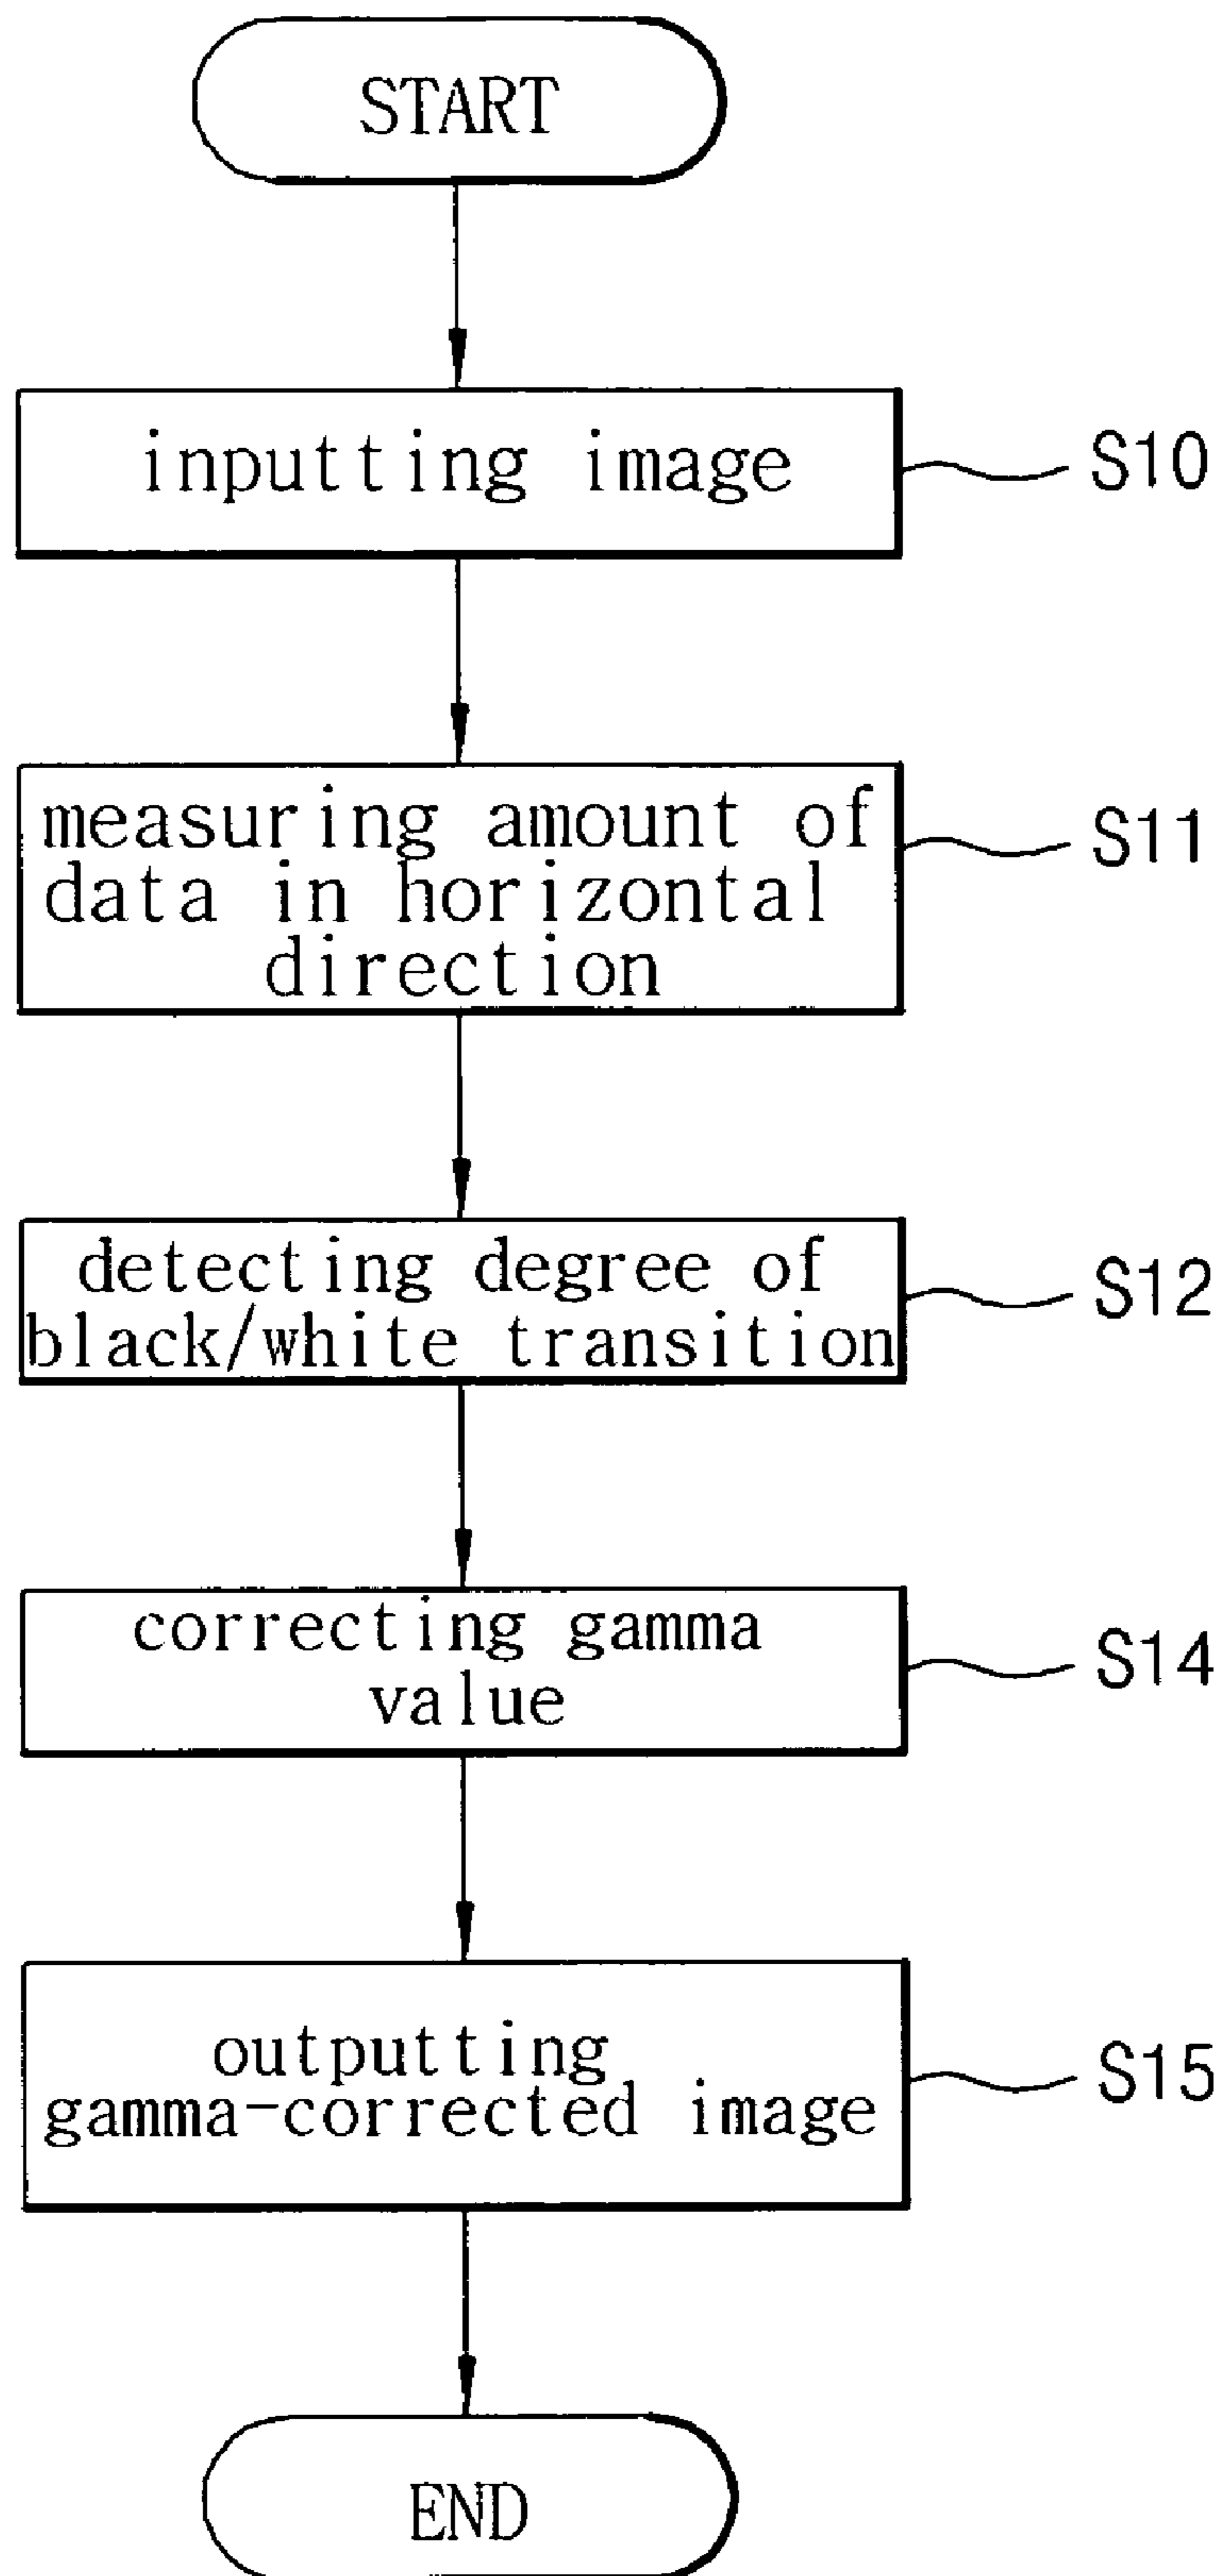 START
inputting image
S10
measuring amount of
data in horizontal
direction
S11
detecting degree of
black/white transition
S12
correcting gamma
value
S14
outputting
gamma-corrected image
S15
END